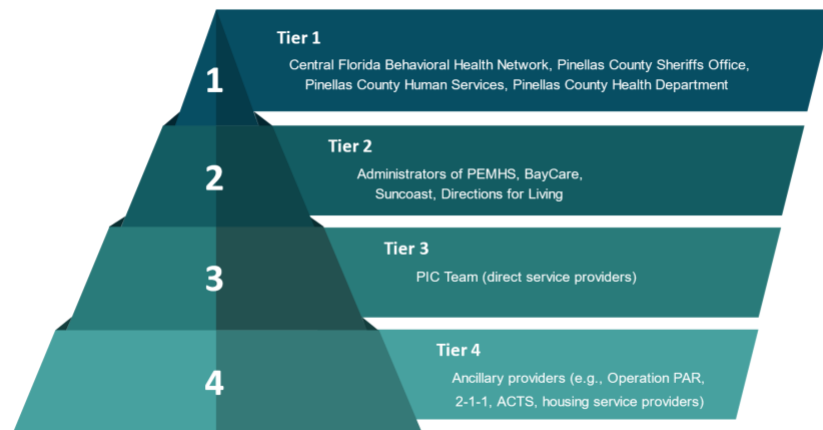 1
Tier 1
Central Florida Behavioral Health Network, Pinellas County Sheriffs Office,
Pinellas County Human Services, Pinellas County Health Department
2
Tier 2
Administrators of PEMHS, BayCare,
Suncoast, Directions for Living
3
Tier 3
PIC Team (direct service providers)
4
Tier 4
Ancillary providers (e.g., Operation PAR,
2-1-1, ACTS, housing service providers)